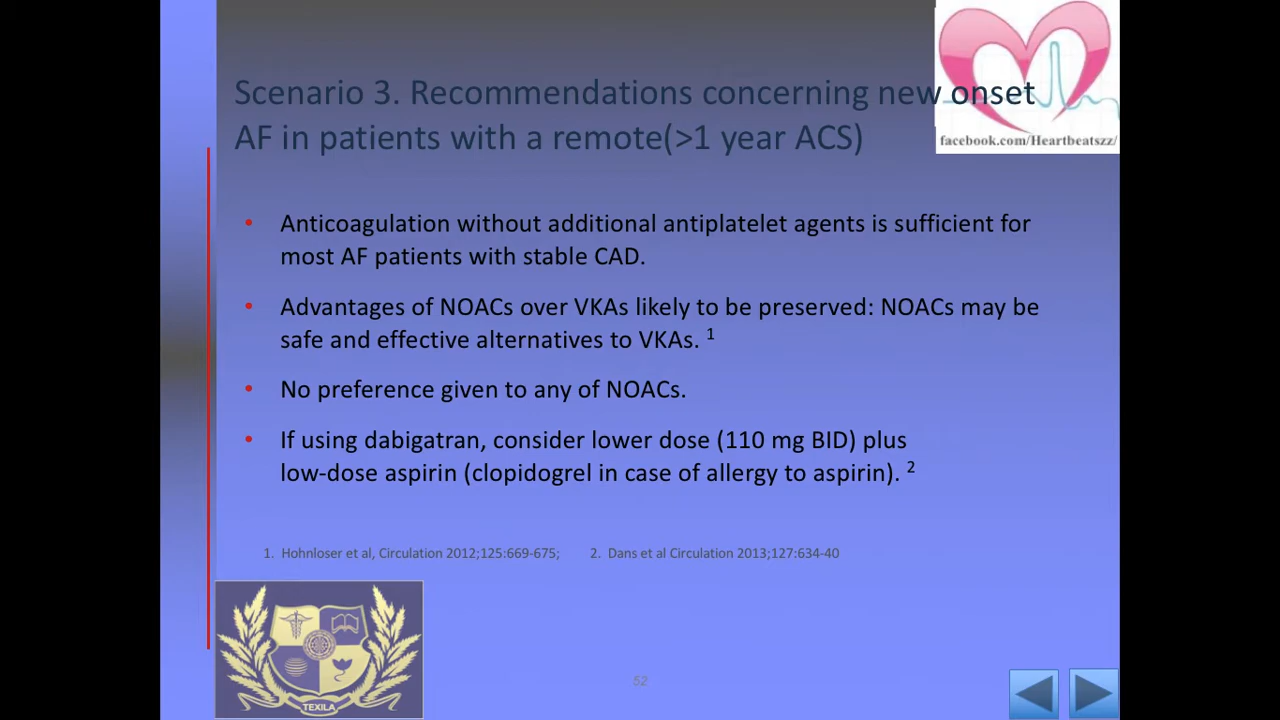 Scenario 3. Recommendations concerning new onset
AF in patients with a remote(>1 year ACS)
facebook.com/Heartbeatszz/
• Anticoagulation without additional antiplatelet agents is sufficient for
most AF patients with stable CAD.
• Advantages of NOACs over VKAs likely to be preserved: NOACs may be
safe and effective alternatives to VKAs. 1
• No preference given to any of NOACs.
• If using dabigatran, consider lower dose (110 mg BID) plus
low-dose aspirin (clopidogrel in case of allergy to aspirin). 2
1. Hohnloser et al, Circulation 2012;125:669-675; 2. Dans et al Circulation 2013;127:634-40
TEXILA
52